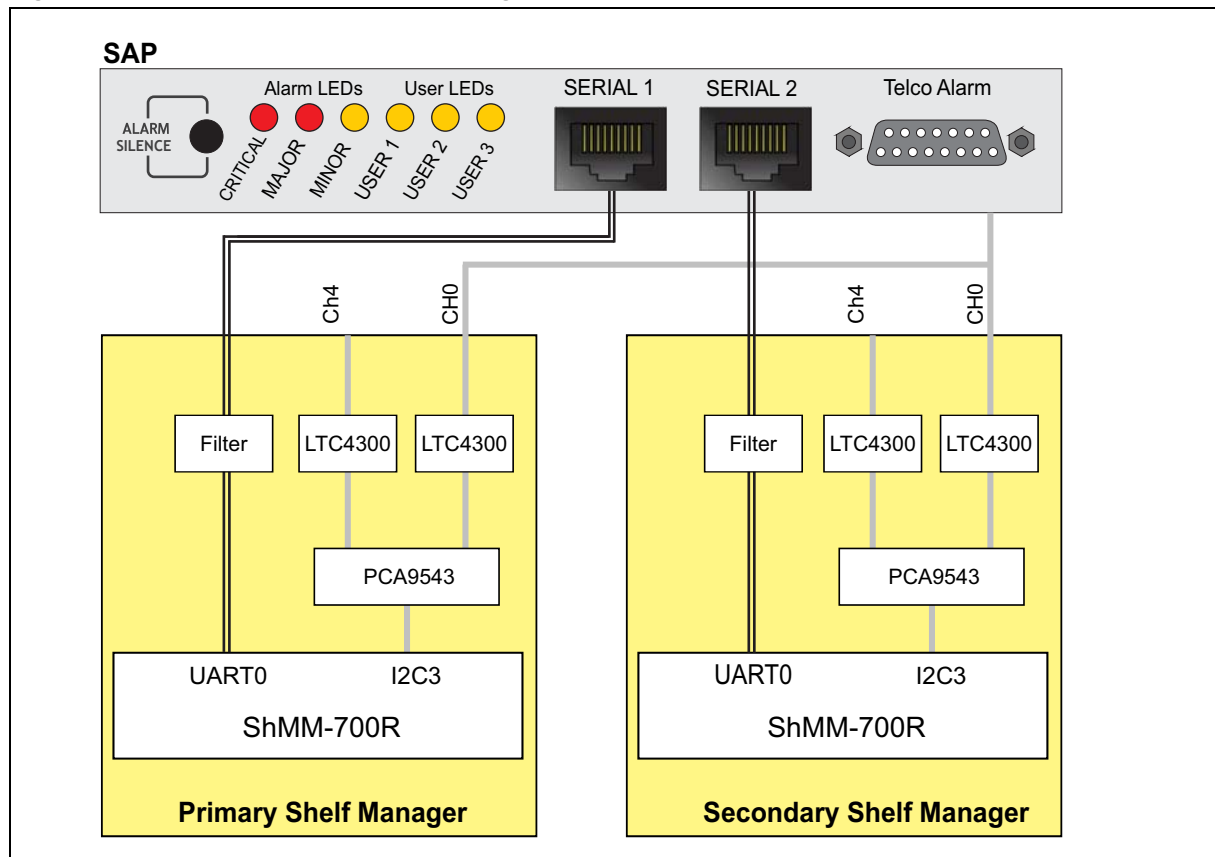 SAP
Alarm LEDs
User LEDs
SERIAL 1
SERIAL 2
Telco Alarm
ALARM
SILENCE
CRITICAL
MAJOR
MINOR
USER 1
USER 2
USER 3
Ch4
CH0
Ch4
CH0
Filter
LTC4300
LTC4300
Filter
LTC4300
LTC4300
PCA9543
PCA9543
UART0
I2C3
UART0
I2C3
ShMM-700R
ShMM-700R
Primary Shelf Manager
Secondary Shelf Manager